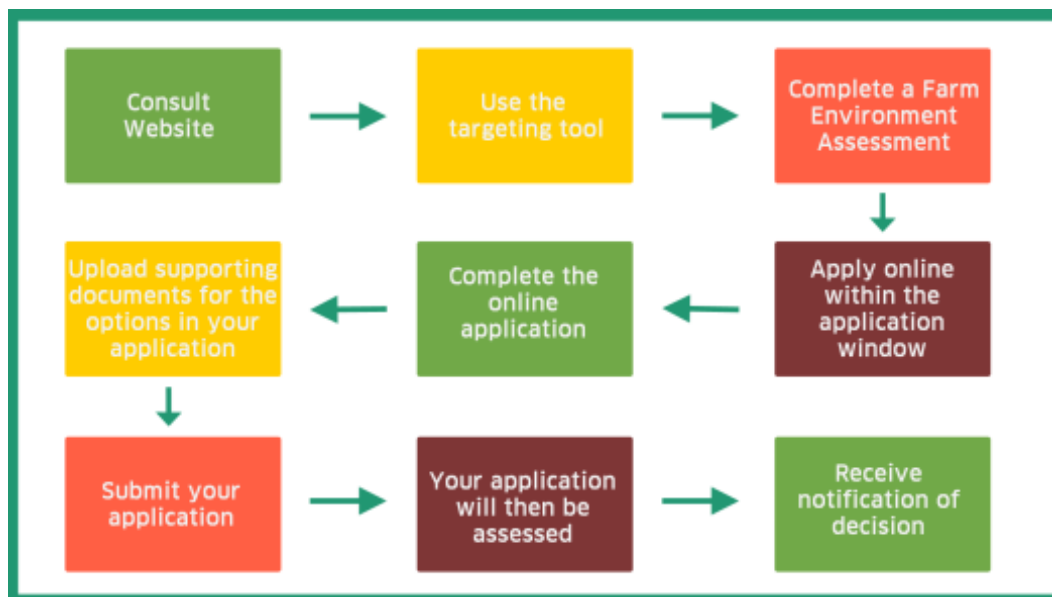 Consult
Website
Use the
targeting tool
Complete a Farm
Environment
Assessment
Apply online
within the
application
window
Complete the
online
application
Upload supporting
documents for the
options in your
application
Submit your
application
Your application
will then be
assessed
Receive
notification of
decision